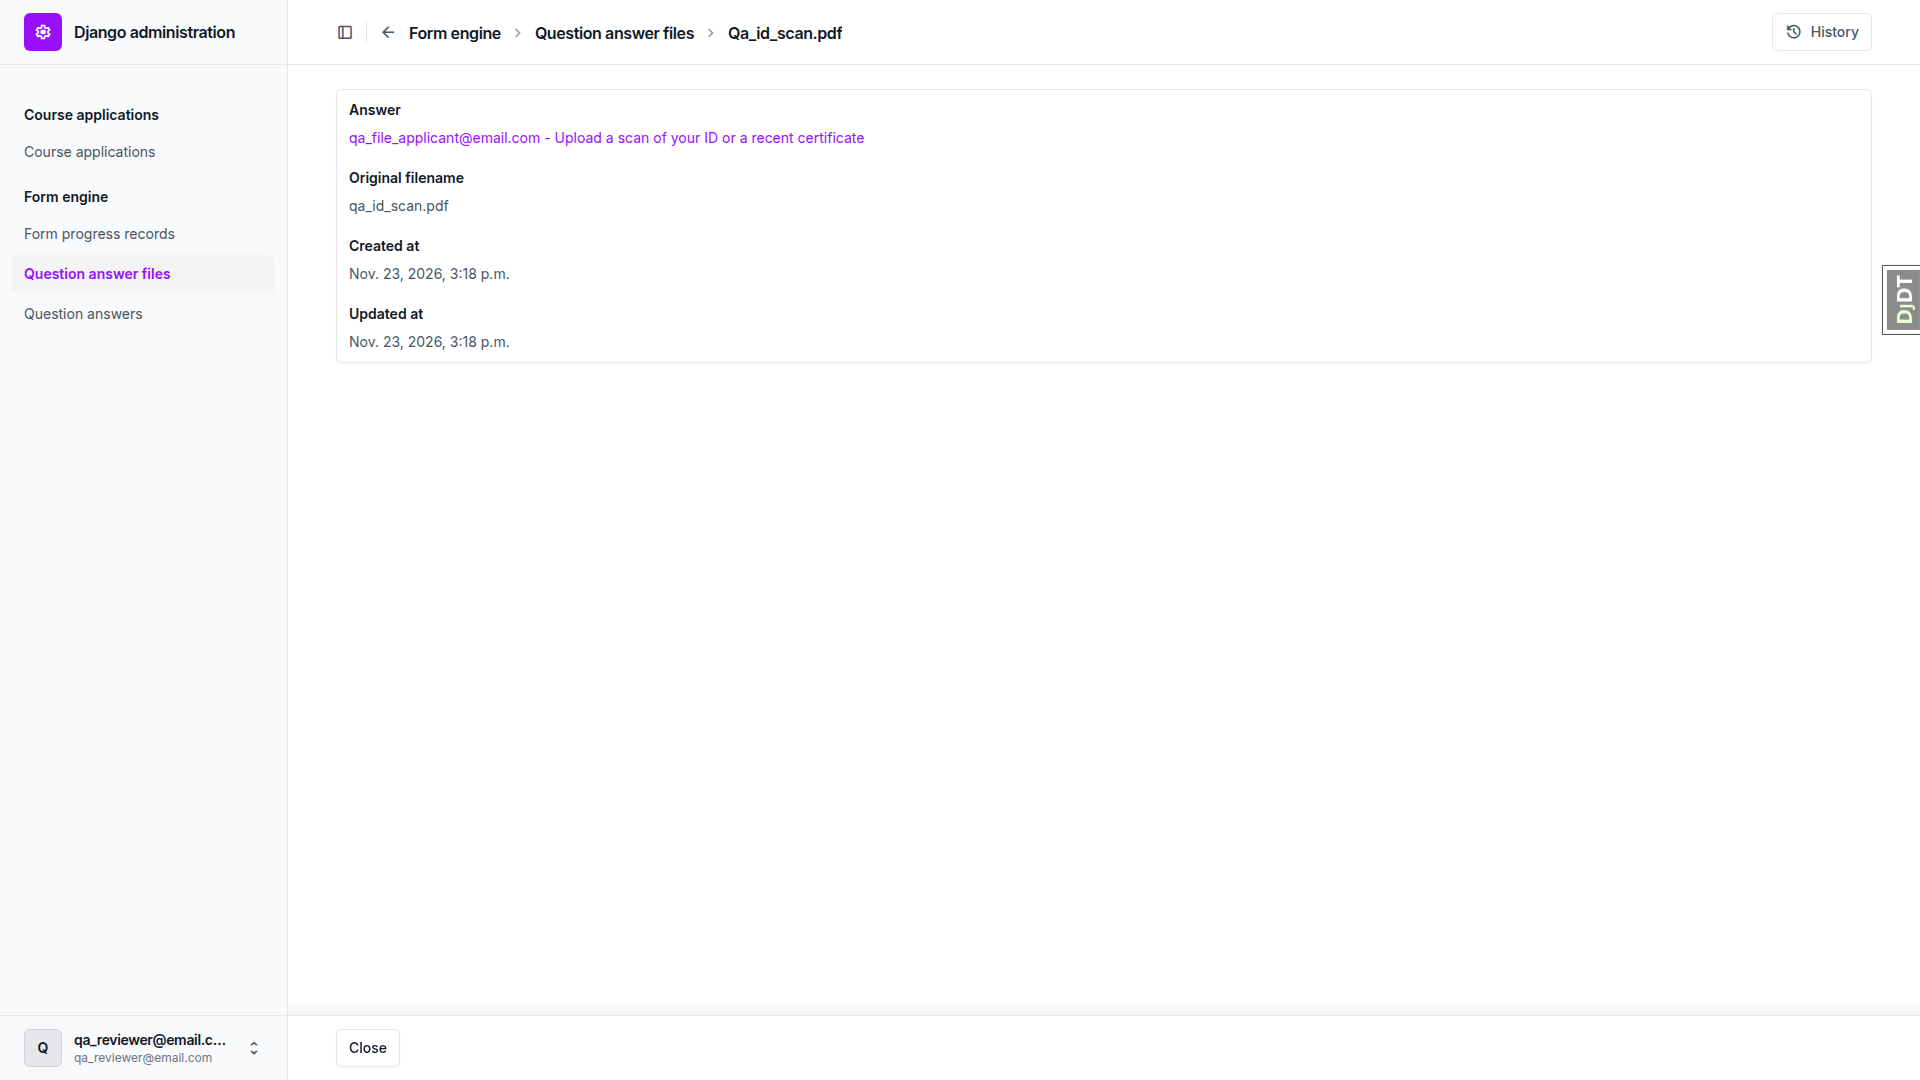 Django administration
Form engine
Question answer files
Qa_id_scan.pdf
History
Course applications
Course applications
Form engine
Form progress records
Question answer files
Question answers
Answer
qa_file_applicant@email.com - Upload a scan of your ID or a recent certificate
Original filename
qa_id_scan.pdf
Created at
Nov. 23, 2026, 3:18 p.m.
Updated at
Nov. 23, 2026, 3:18 p.m.
DJDT
Q
qa_reviewer@email.c...
qa_reviewer@email.com
Close